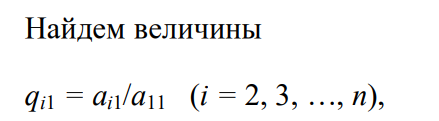 Найдем величины
qi1 = ai1/a11 (i = 2, 3, …, n),